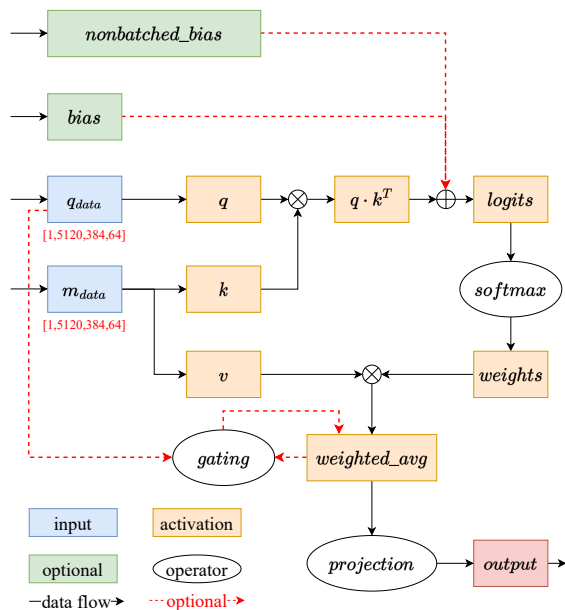 nonbatched_bias
bias
q_data
q
q · k^T
logits
[1,5120,384,64]
m_data
k
softmax
[1,5120,384,64]
v
weights
gating
weighted_avg
input
activation
optional
operator
projection
output
data flow
optional